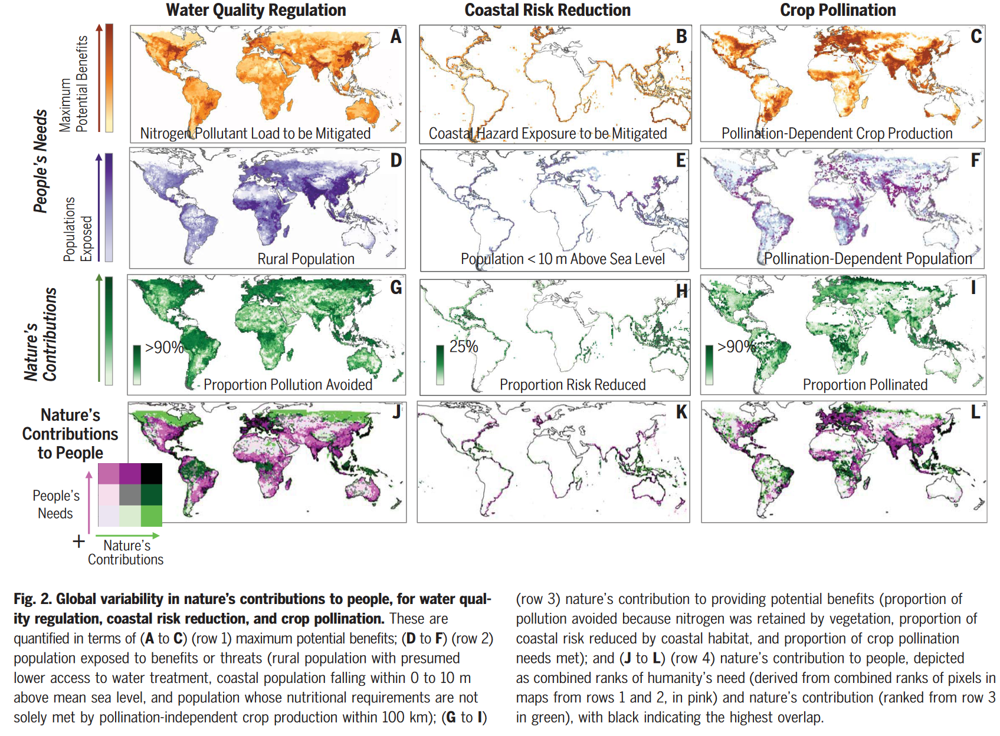 Water Quality Regulation
Coastal Risk Reduction
Crop Pollination
People's Needs
Maximum
Potential Benefits
A
Nitrogen Pollutant Load to be Mitigated
B
Coastal Hazard Exposure to be Mitigated
C
Pollination-Dependent Crop Production
Populations
Exposed
D
Rural Population
E
Population < 10 m Above Sea Level
F
Pollination-Dependent Population
Nature's
Contributions
G
>90%
Proportion Pollution Avoided
H
25%
Proportion Risk Reduced
I
>90%
Proportion Pollinated
Nature's
Contributions
to People
J
K
L
People's
Needs
+
Nature's
Contributions
Fig. 2. Global variability in nature's contributions to people, for water qual-
ity regulation, coastal risk reduction, and crop pollination. These are
quantified in terms of (A to C) (row 1) maximum potential benefits; (D to F) (row 2)
population exposed to benefits or threats (rural population with presumed
lower access to water treatment, coastal population falling within 0 to 10 m
above mean sea level, and population whose nutritional requirements are not
solely met by pollination-independent crop production within 100 km); (G to I)
(row 3) nature's contribution to providing potential benefits (proportion of
pollution avoided because nitrogen was retained by vegetation, proportion of
coastal risk reduced by coastal habitat, and proportion of crop pollination
needs met); and (J to L) (row 4) nature's contribution to people, depicted
as combined ranks of humanity's need (derived from combined ranks of pixels in
maps from rows 1 and 2, in pink) and nature's contribution (ranked from row 3
in green), with black indicating the highest overlap.